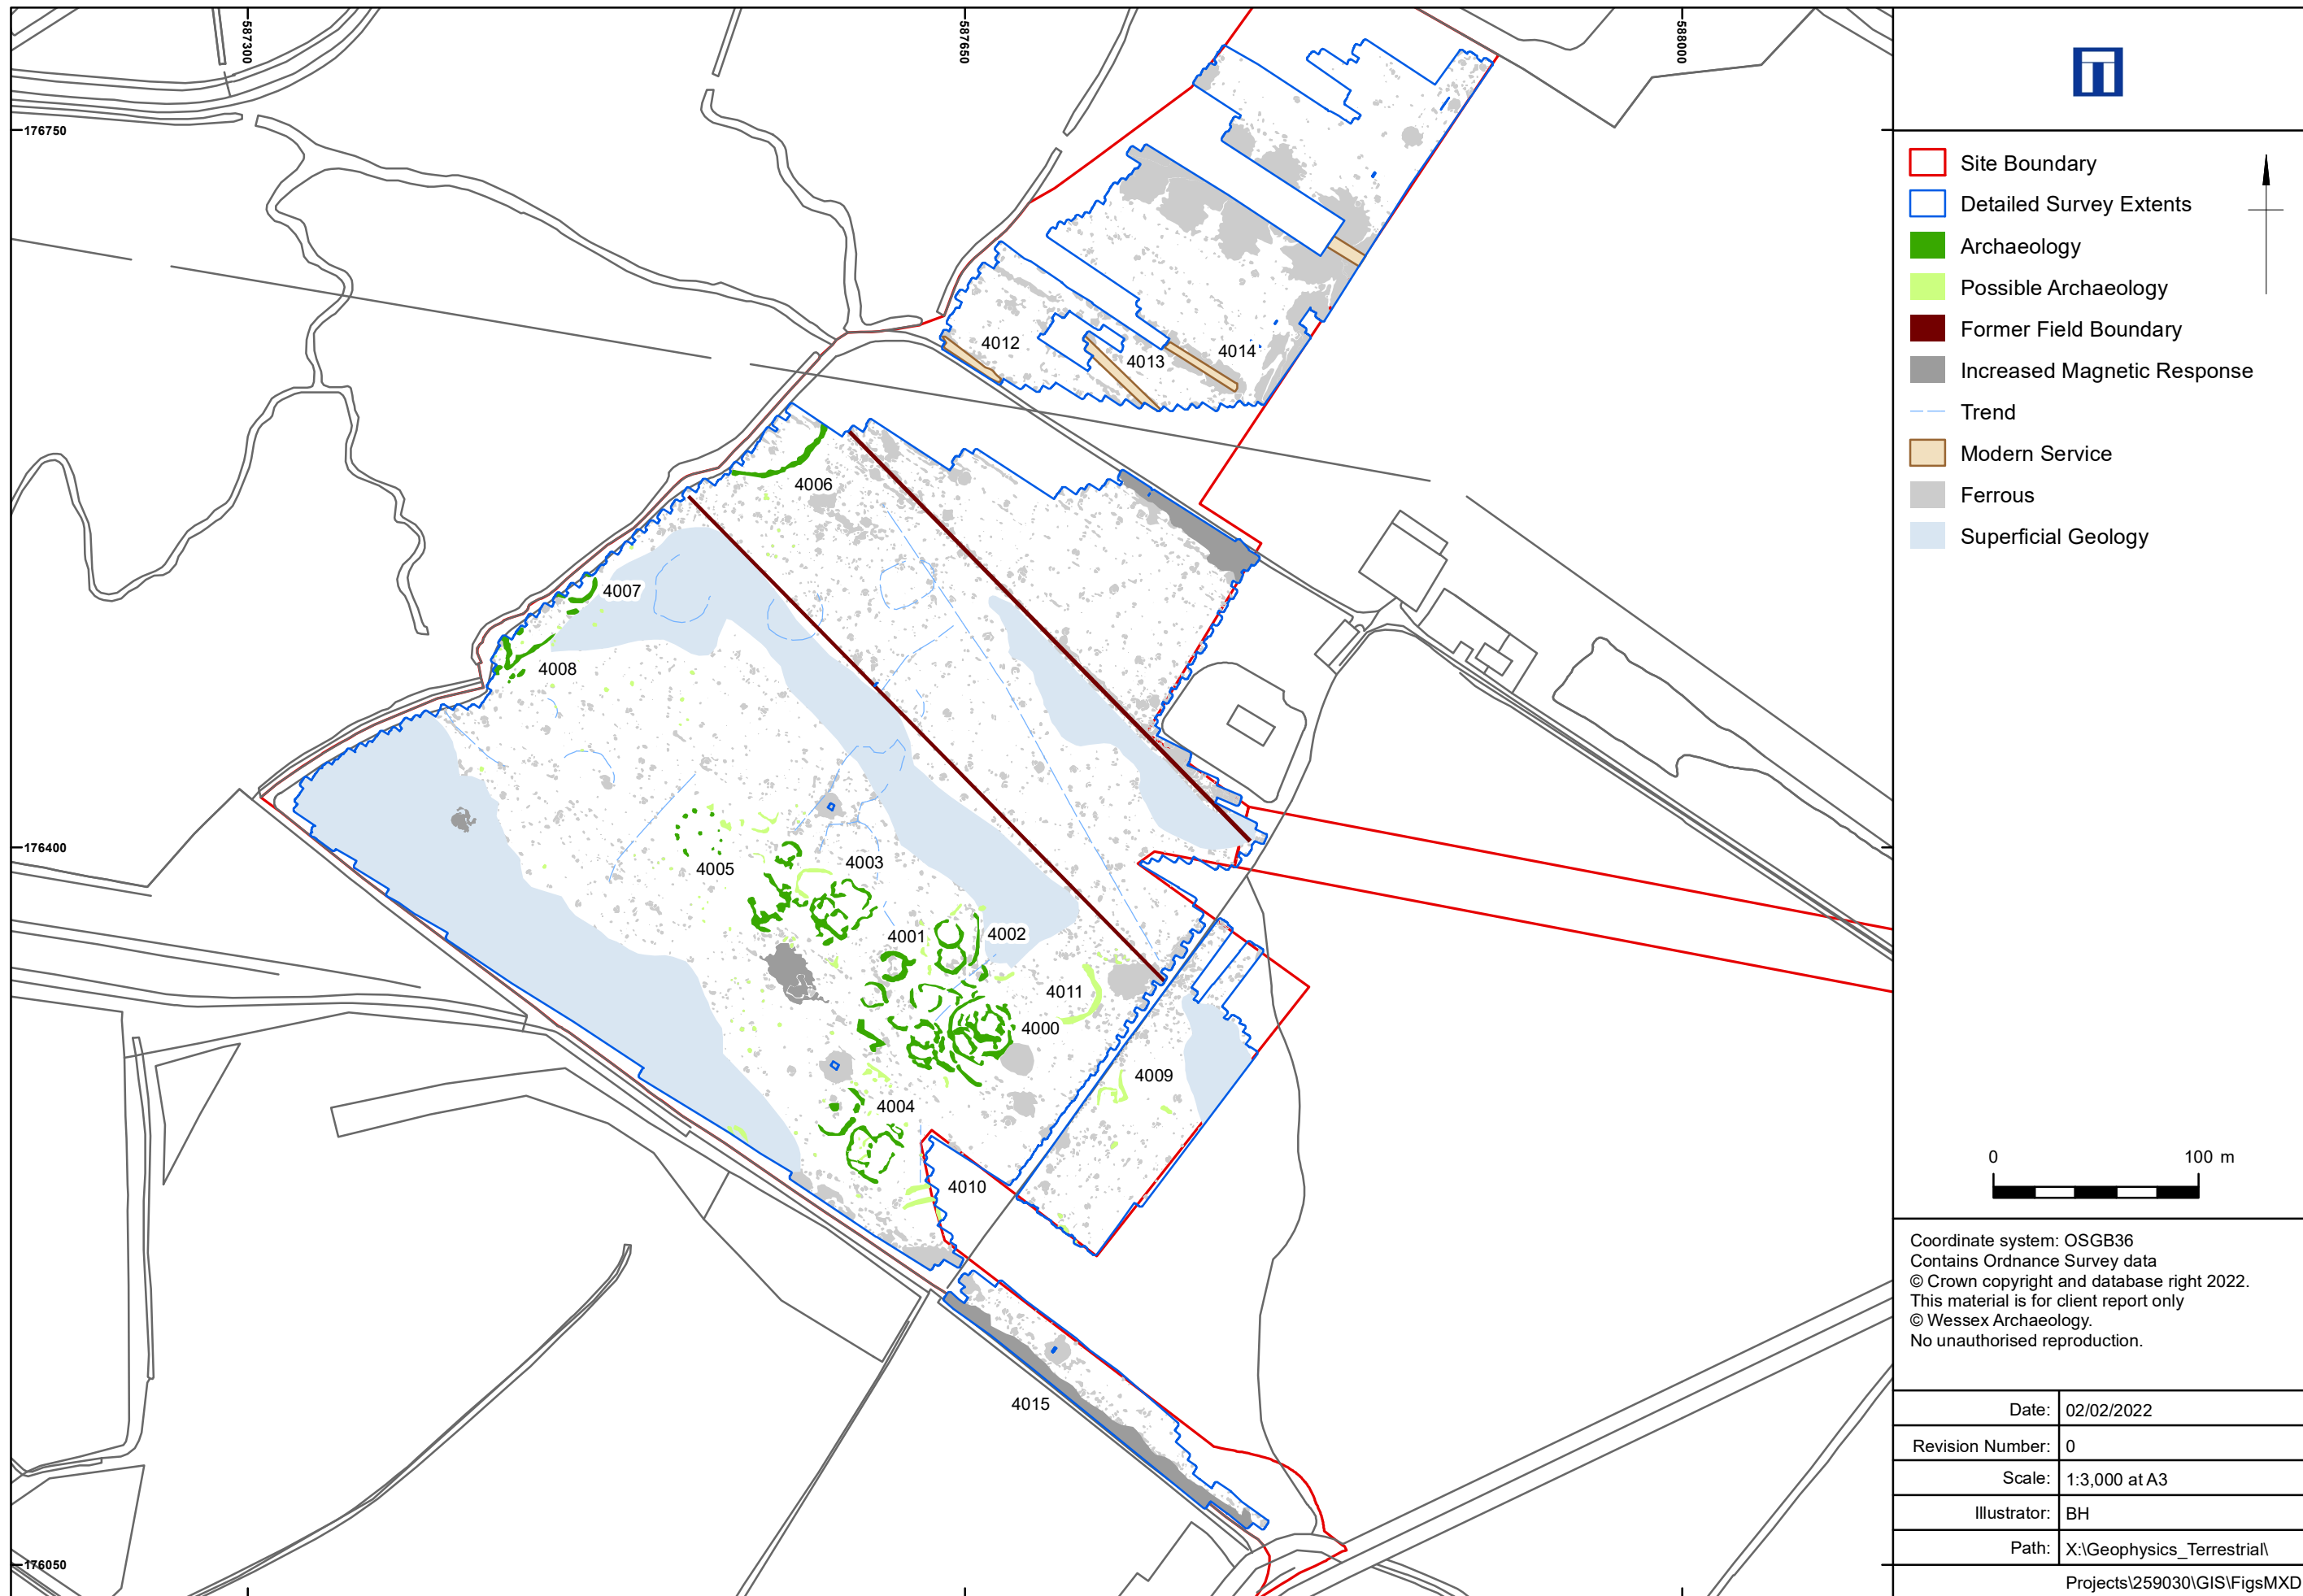 587300
587650
588000
176750
176400
176050
4012
4013
4014
4006
4007
4008
4005
4003
4001
4002
4011
4000
4009
4004
4010
4015
Site Boundary
Detailed Survey Extents
Archaeology
Possible Archaeology
Former Field Boundary
Increased Magnetic Response
Trend
Modern Service
Ferrous
Superficial Geology
0 100 m
Coordinate system: OSGB36
Contains Ordnance Survey data
© Crown copyright and database right 2022.
This material is for client report only
© Wessex Archaeology.
No unauthorised reproduction.
Date: 02/02/2022
Revision Number: 0
Scale: 1:3,000 at A3
Illustrator: BH
Path: X:\Geophysics_Terrestrial\
Projects\259030\GIS\FigsMXD